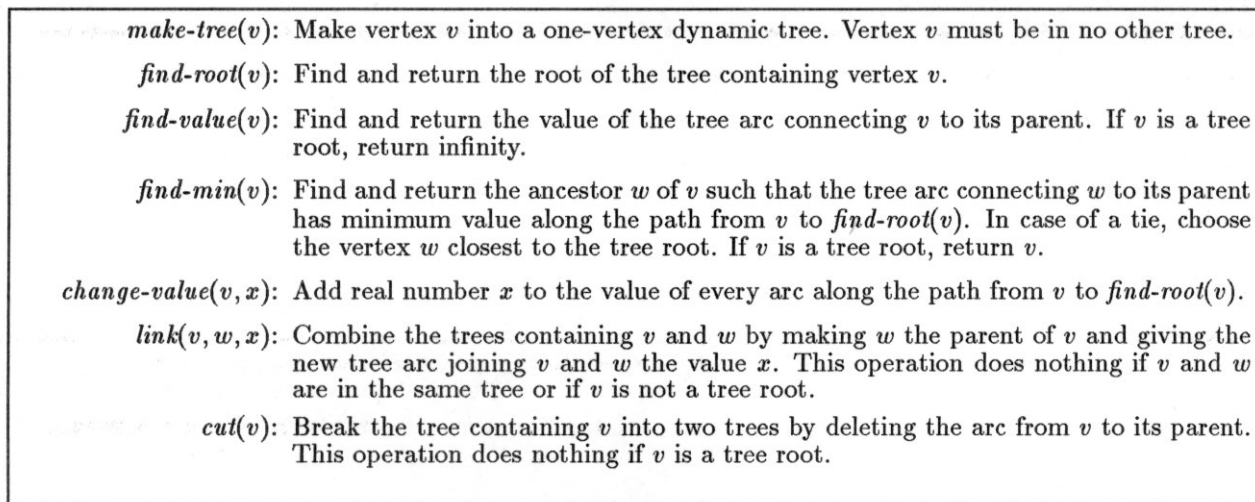 make-tree(v): Make vertex v into a one-vertex dynamic tree. Vertex v must be in no other tree.
find-root(v): Find and return the root of the tree containing vertex v.
find-value(v): Find and return the value of the tree arc connecting v to its parent. If v is a tree
root, return infinity.
find-min(v): Find and return the ancestor w of v such that the tree arc connecting w to its parent
has minimum value along the path from v to find-root(v). In case of a tie, choose
the vertex w closest to the tree root. If v is a tree root, return v.
change-value(v, x): Add real number x to the value of every arc along the path from v to find-root(v).
link(v, w, x): Combine the trees containing v and w by making w the parent of v and giving the
new tree arc joining v and w the value x. This operation does nothing if v and w
are in the same tree or if v is not a tree root.
cut(v): Break the tree containing v into two trees by deleting the arc from v to its parent.
This operation does nothing if v is a tree root.